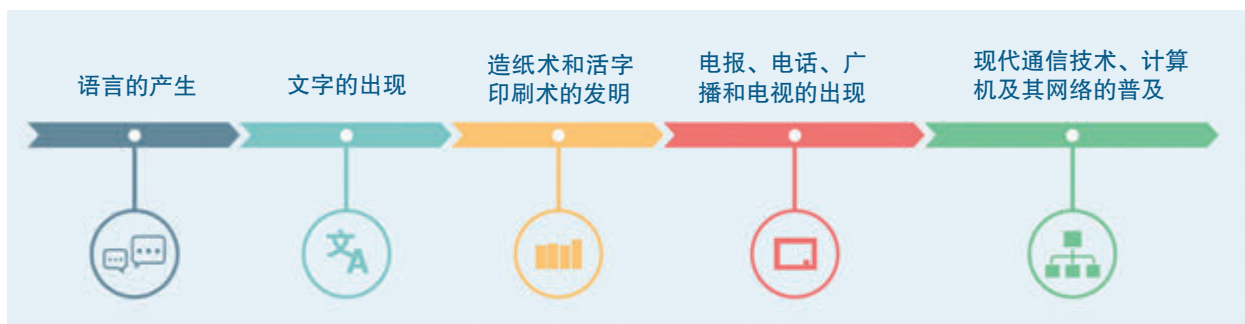 语言的产生
文字的出现
造纸术和活字
印刷术的发明
电报、电话、广
播和电视的出现
现代通信技术、计算
机及其网络的普及
文A